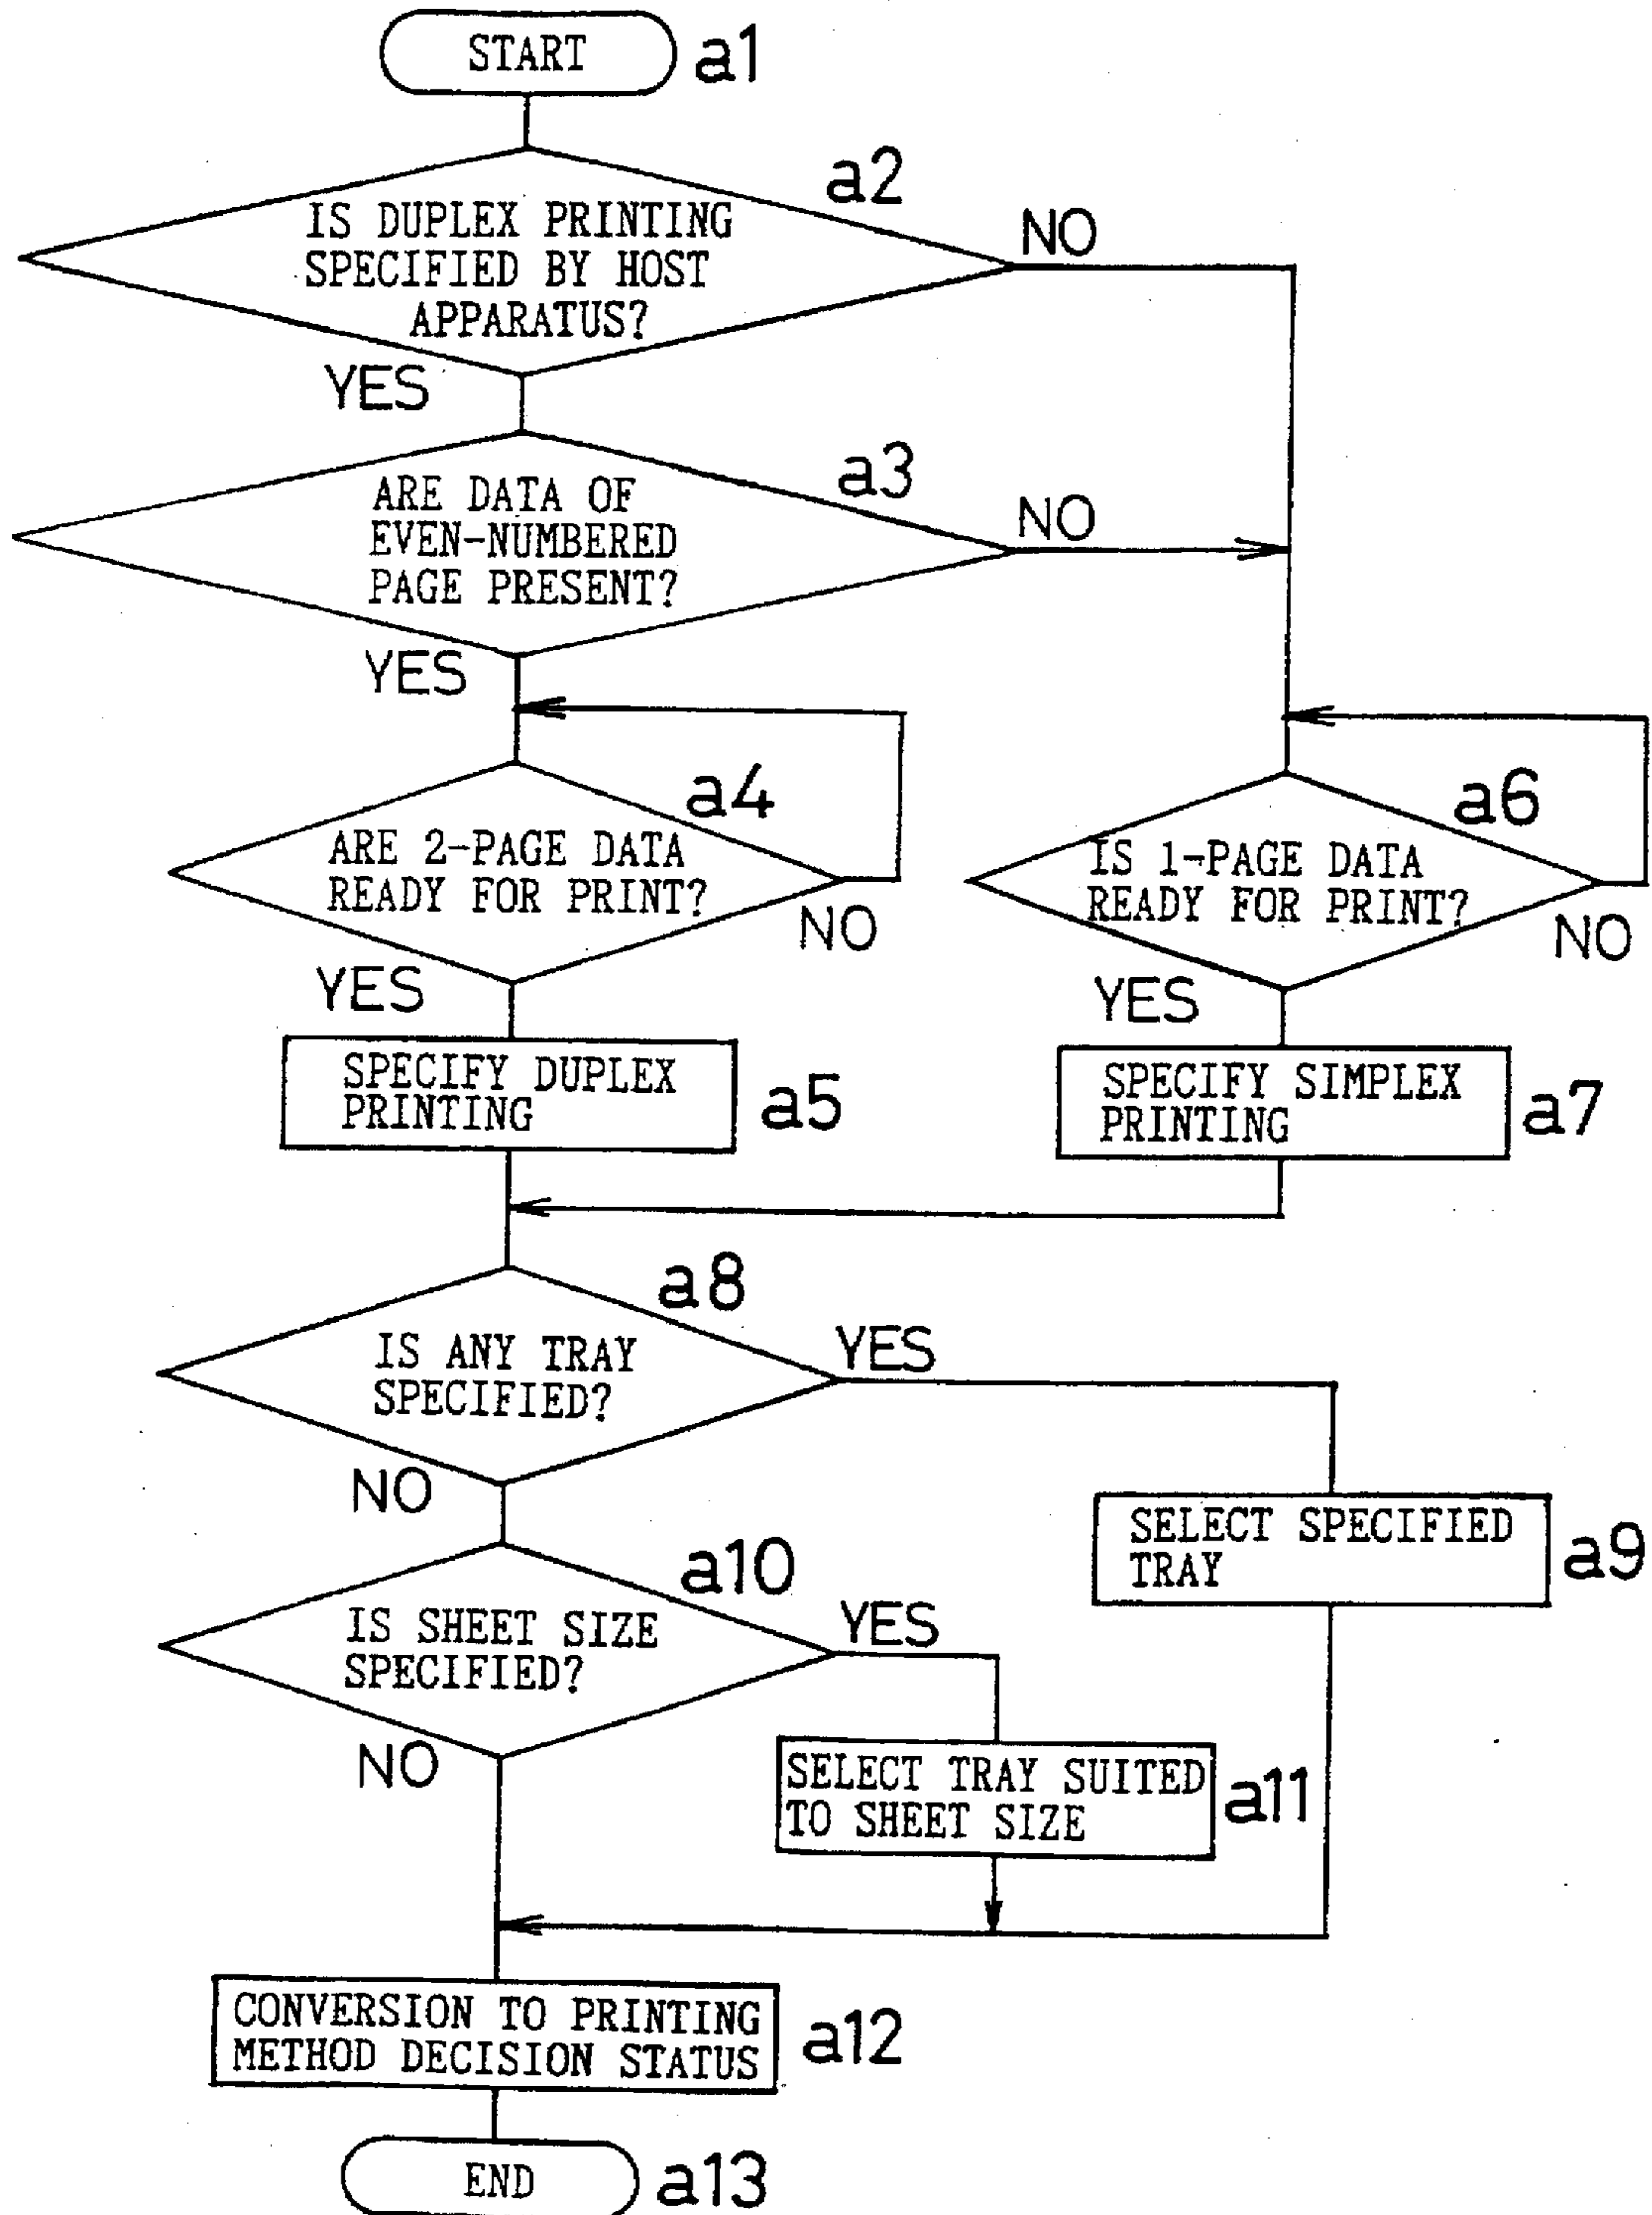 START
a1
a2
IS DUPLEX PRINTING
SPECIFIED BY HOST
APPARATUS?
NO
YES
a3
ARE DATA OF
EVEN-NUMBERED
PAGE PRESENT?
NO
YES
a4
ARE 2-PAGE DATA
READY FOR PRINT?
NO
YES
a6
IS 1-PAGE DATA
READY FOR PRINT?
NO
YES
SPECIFY DUPLEX
PRINTING
a5
SPECIFY SIMPLEX
PRINTING
a7
a8
IS ANY TRAY
SPECIFIED?
YES
NO
SELECT SPECIFIED
TRAY
a9
a10
IS SHEET SIZE
SPECIFIED?
YES
NO
SELECT TRAY SUITED
TO SHEET SIZE
a11
CONVERSION TO PRINTING
METHOD DECISION STATUS
a12
END
a13